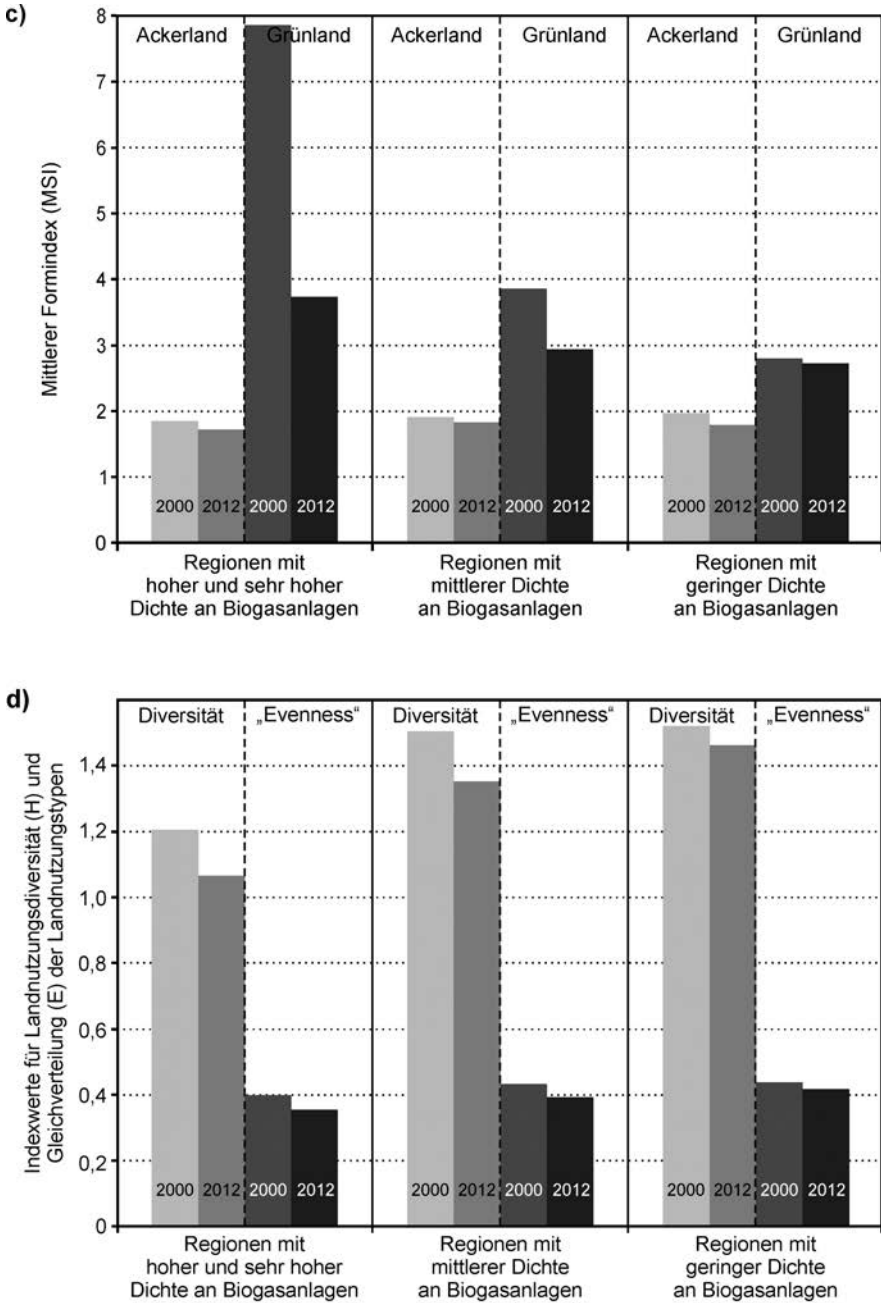 c)
Mittlerer Formindex (MSI)
8
7
6
5
4
3
2
1
0
Ackerland
Grünland
Ackerland
Grünland
Ackerland
Grünland
2000 2012 2000 2012
2000 2012 2000 2012
2000 2012 2000 2012
Regionen mit
hoher und sehr hoher
Dichte an Biogasanlagen
Regionen mit
mittlerer Dichte
an Biogasanlagen
Regionen mit
geringer Dichte
an Biogasanlagen
d)
Indexwerte für Landnutzungsdiversität (H) und
Gleichverteilung (E) der Landnutzungstypen
1,4
1,2
1,0
0,8
0,6
0,4
0,2
0
Diversität
„Evenness“
Diversität
„Evenness“
Diversität
„Evenness“
2000 2012 2000 2012
2000 2012 2000 2012
2000 2012 2000 2012
Regionen mit
hoher und sehr hoher
Dichte an Biogasanlagen
Regionen mit
mittlerer Dichte
an Biogasanlagen
Regionen mit
geringer Dichte
an Biogasanlagen